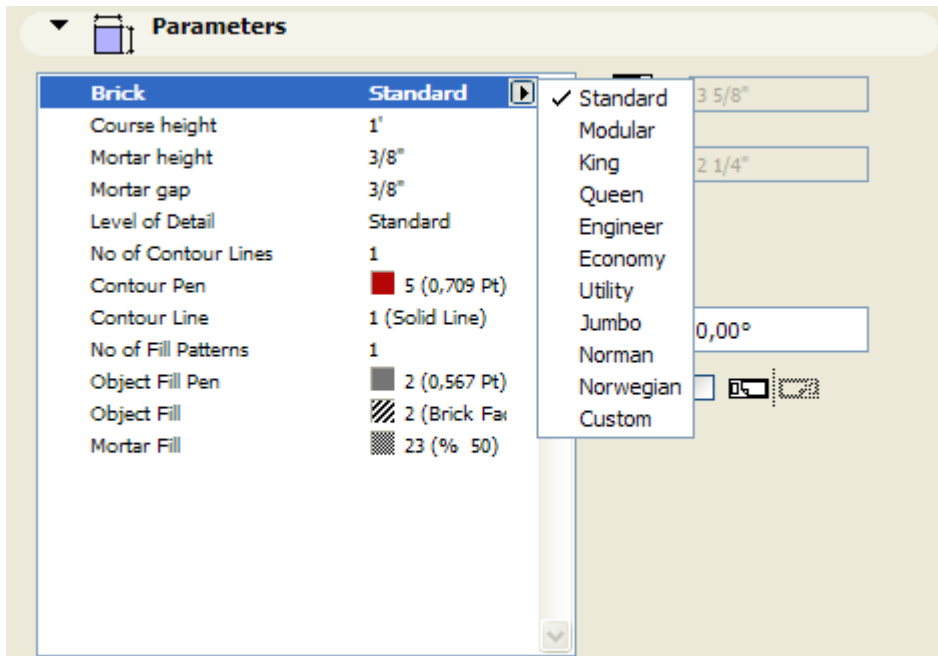 Parameters
Brick Standard
Course height 1'
Mortar height 3/8"
Mortar gap 3/8"
Level of Detail Standard
No of Contour Lines 1
Contour Pen 5 (0,709 Pt)
Contour Line 1 (Solid Line)
No of Fill Patterns 1
Object Fill Pen 2 (0,567 Pt)
Object Fill 2 (Brick Fa
Mortar Fill 23 (% 50)
Standard
Modular
King
Queen
Engineer
Economy
Utility
Jumbo
Norman
Norwegian
Custom
3 5/8"
2 1/4"
0,00°